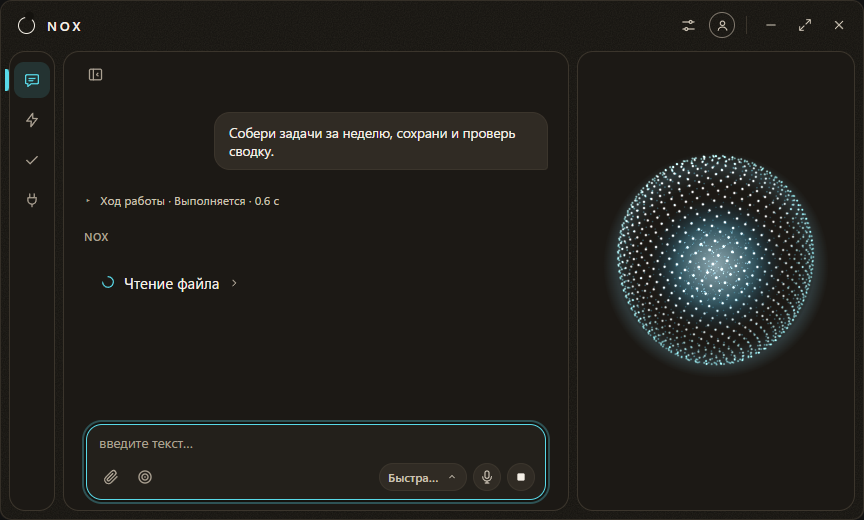 NOX
Собери задачи за неделю, сохрани и проверь
сводку.
Ход работы · Выполняется · 0.6 с
NOX
Чтение файла
введите текст...
Быстра...